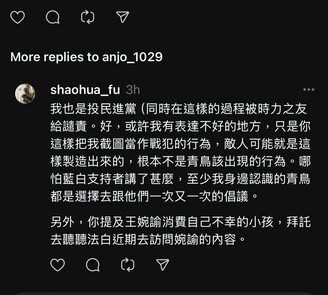 More replies to anjo_1029
shaohua_fu 3h
我也是投民進黨 (同時在這樣的過程被時力之友
給譴責。好,或許我有表達不好的地方,只是你
這樣把我截圖當作戰犯的行為,敵人可能就是這
樣製造出來的,根本不是青鳥該出現的行為。哪
怕藍白支持者講了甚麼,至少我身邊認識的青鳥
都是選擇去跟他們一次又一次的倡議。
另外,你提及王婉諭消費自己不幸的小孩,拜託
去聽聽法白近期去訪問婉諭的內容。